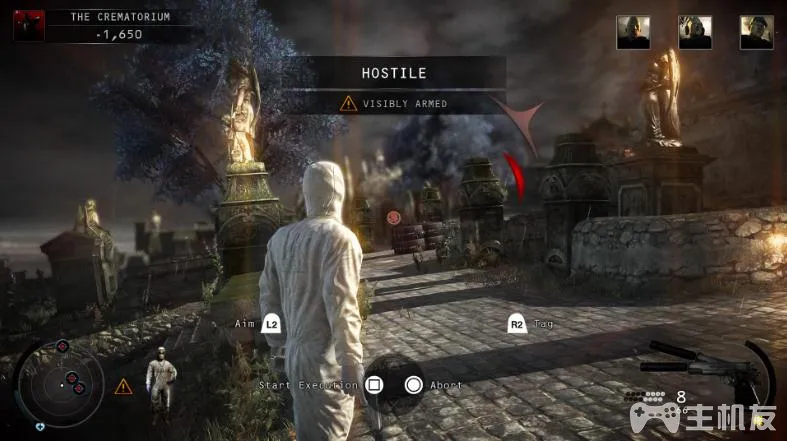 THE CREMATORIUM
-1,650
HOSTILE
VISIBLY ARMED
Aim L2
R2 Tag
Start Execution
Abort
8
主机友